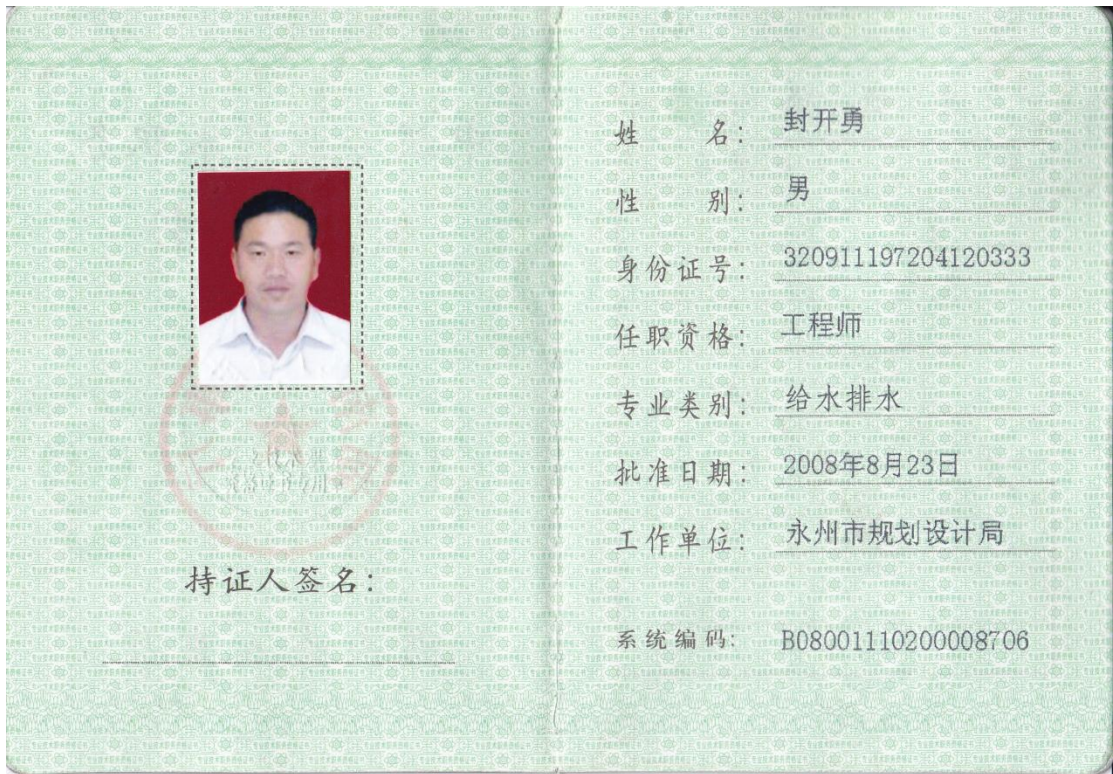 持证人签名：
姓 名： 封开勇
性 别： 男
身份证号： 320911197204120333
任职资格： 工程师
专业类别： 给水排水
批准日期： 2008年8月23日
工作单位： 永州市规划设计局
系统编码： B08001110200008706